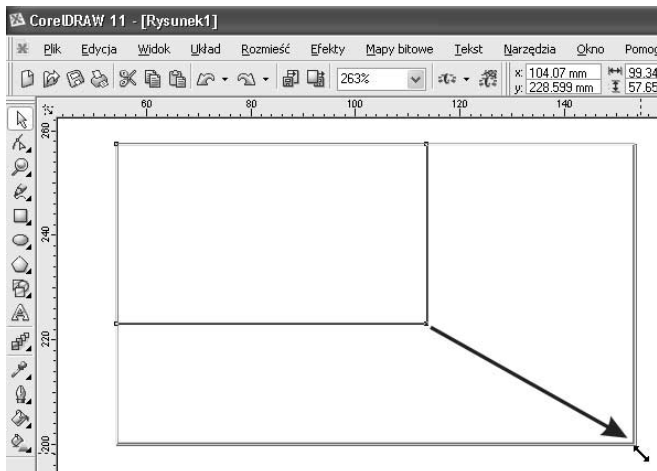 CorelDRAW 11 - [Rysunek1]
Plik Edycja Widok Układ Rozmieść Efekty Mapy bitowe Tekst Narzędzia Okno Pomoc
263% x: 104.07 mm 99.34
y: 228.599 mm 57.65
60 80 100 120 140
260
240
220
200